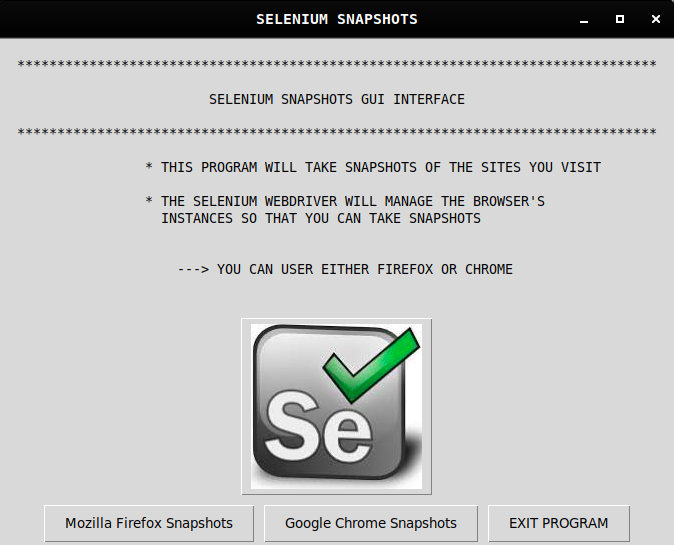 SELENIUM SNAPSHOTS
********************************************************************************
SELENIUM SNAPSHOTS GUI INTERFACE
********************************************************************************
* THIS PROGRAM WILL TAKE SNAPSHOTS OF THE SITES YOU VISIT
* THE SELENIUM WEBDRIVER WILL MANAGE THE BROWSER'S
INSTANCES SO THAT YOU CAN TAKE SNAPSHOTS
---> YOU CAN USER EITHER FIREFOX OR CHROME
Se
Mozilla Firefox Snapshots
Google Chrome Snapshots
EXIT PROGRAM